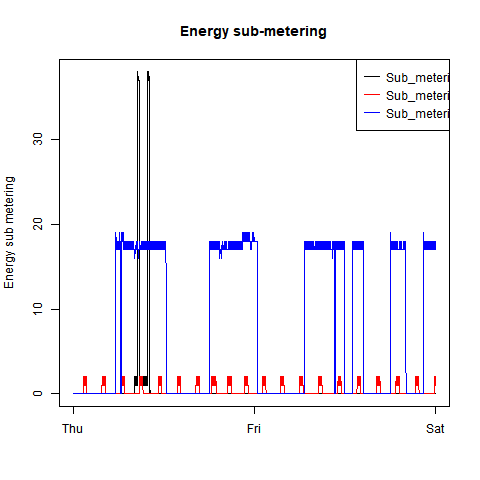 Energy sub-metering
Sub_meteri
Sub_meteri
Sub_meteri
Energy sub metering
30
20
10
0
Thu
Fri
Sat